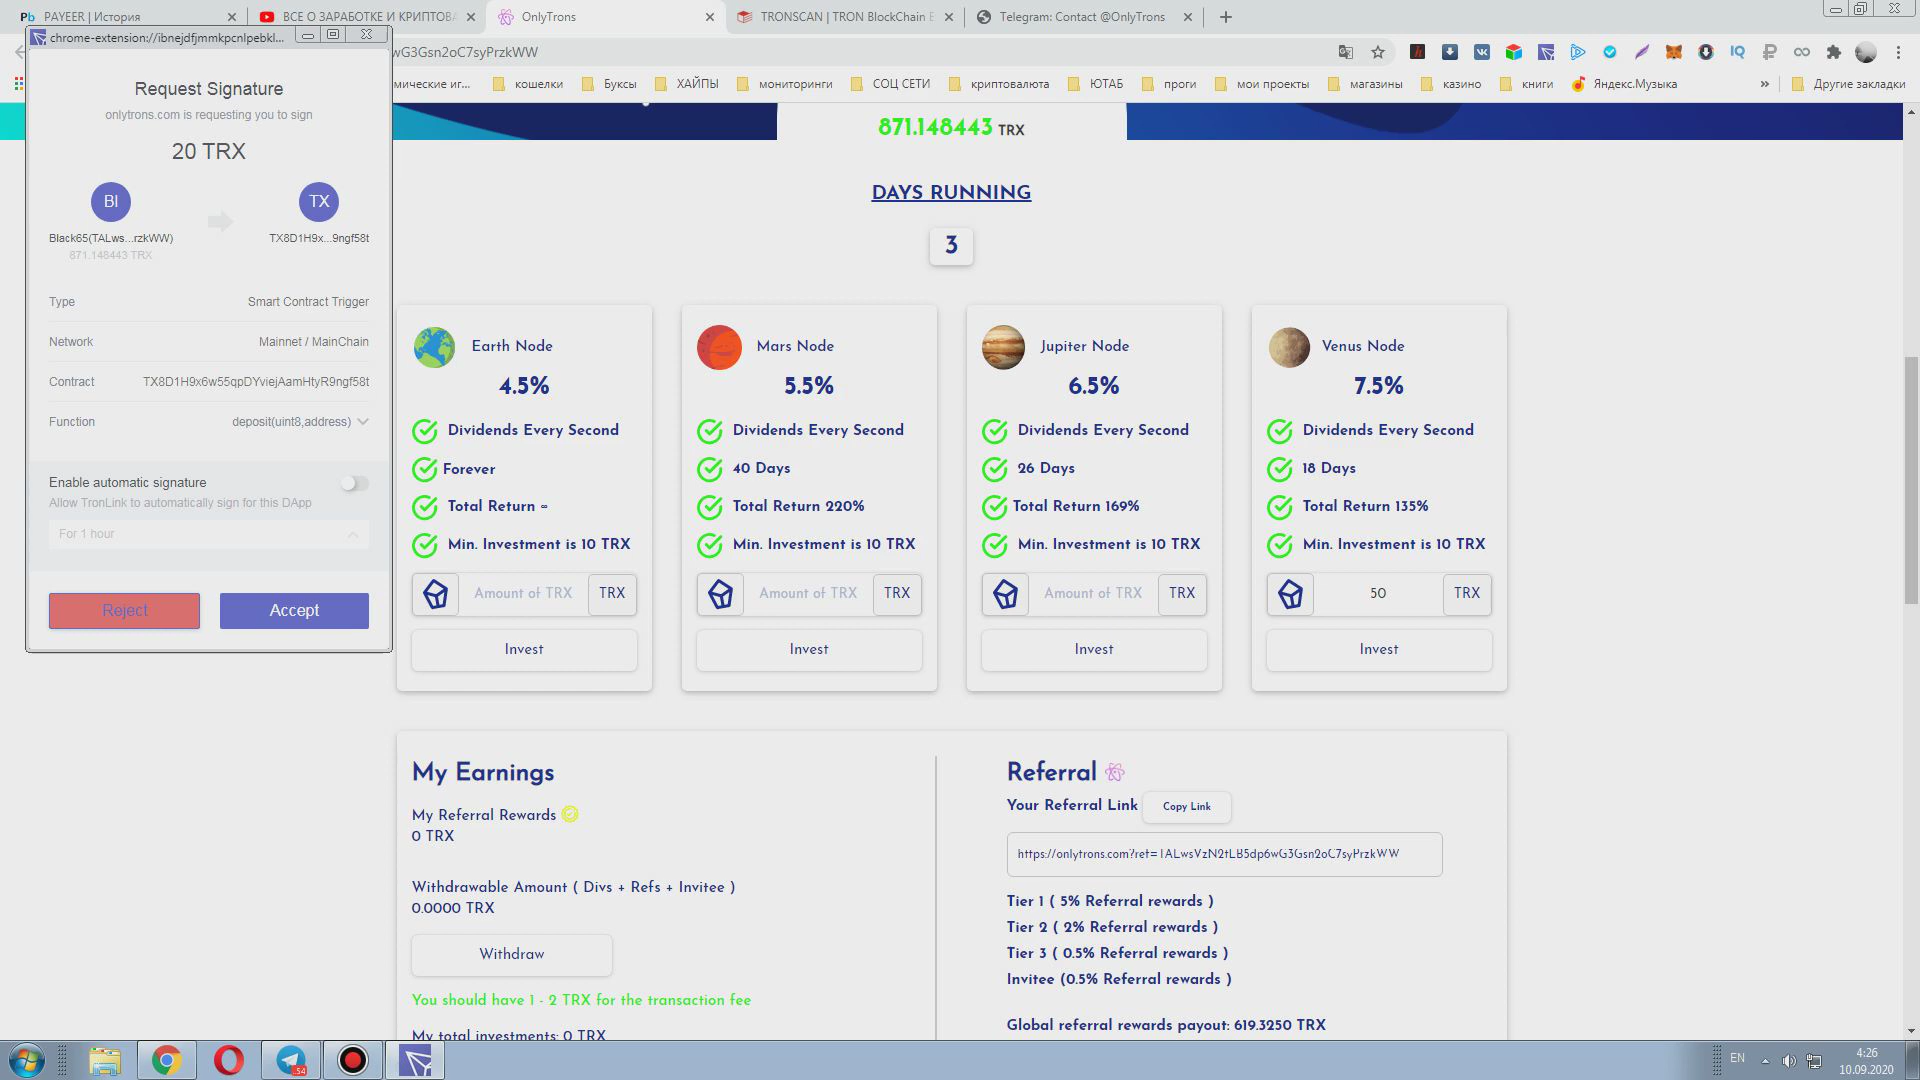 PAYEER | История
ВСЕ О ЗАРАБОТКЕ И КРИПТОВА
OnlyTrons
TRONSCAN | TRON BlockChain E
Telegram: Contact @OnlyTrons
chrome-extension://ibnejdfjmmkpcnlpebkl...
wG3Gsn2oC7syPrzkWW
мические иг...
кошелки
Буксы
ХАЙПЫ
мониторинги
СОЦ СЕТИ
криптовалюта
ЮТАБ
проги
мои проекты
магазины
казино
книги
Яндекс.Музыка
»
Другие закладки
Request Signature
onlytrons.com is requesting you to sign
20 TRX
BI
TX
Black65(TALws...rzkWW)
TX8D1H9x...9ngf58t
871.148443 TRX
Type
Smart Contract Trigger
Network
Mainnet / MainChain
Contract
TX8D1H9x6w55qpDYviejAamHtyR9ngf58t
Function
deposit(uint8,address)
Enable automatic signature
Allow TronLink to automatically sign for this DApp
For 1 hour
Reject
Accept
871.148443 TRX
DAYS RUNNING
3
Earth Node
4.5%
Dividends Every Second
Forever
Total Return ∞
Min. Investment is 10 TRX
Amount of TRX
TRX
Invest
Mars Node
5.5%
Dividends Every Second
40 Days
Total Return 220%
Min. Investment is 10 TRX
Amount of TRX
TRX
Invest
Jupiter Node
6.5%
Dividends Every Second
26 Days
Total Return 169%
Min. Investment is 10 TRX
Amount of TRX
TRX
Invest
Venus Node
7.5%
Dividends Every Second
18 Days
Total Return 135%
Min. Investment is 10 TRX
50
TRX
Invest
My Earnings
My Referral Rewards
0 TRX
Withdrawable Amount ( Divs + Refs + Invitee )
0.0000 TRX
Withdraw
You should have 1 - 2 TRX for the transaction fee
My total investments: 0 TRX
Referral
Your Referral Link
Copy Link
https://onlytrons.com?ref=TALwsVzN2tLB5dp6wG3Gsn2oC7syPrzkWW
Tier 1 ( 5% Referral rewards )
Tier 2 ( 2% Referral rewards )
Tier 3 ( 0.5% Referral rewards )
Invitee (0.5% Referral rewards )
Global referral rewards payout: 619.3250 TRX
54
EN
4:26
10.09.2020